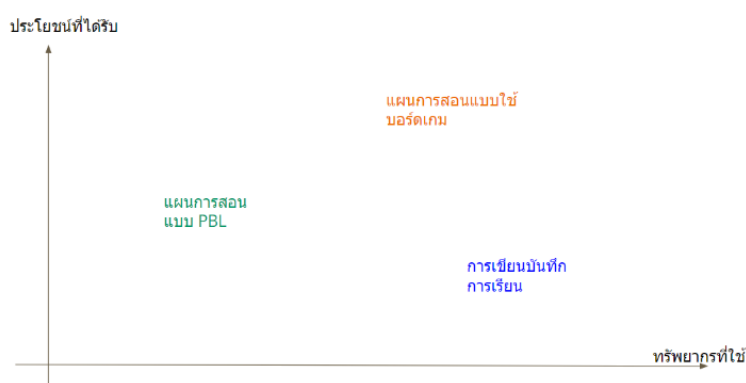 ประโยชน์ที่ได้รับ
แผนการสอนแบบใช้
บอร์ดเกม
แผนการสอน
แบบ PBL
การเขียนบันทึก
การเรียน
ทรัพยากรที่ใช้